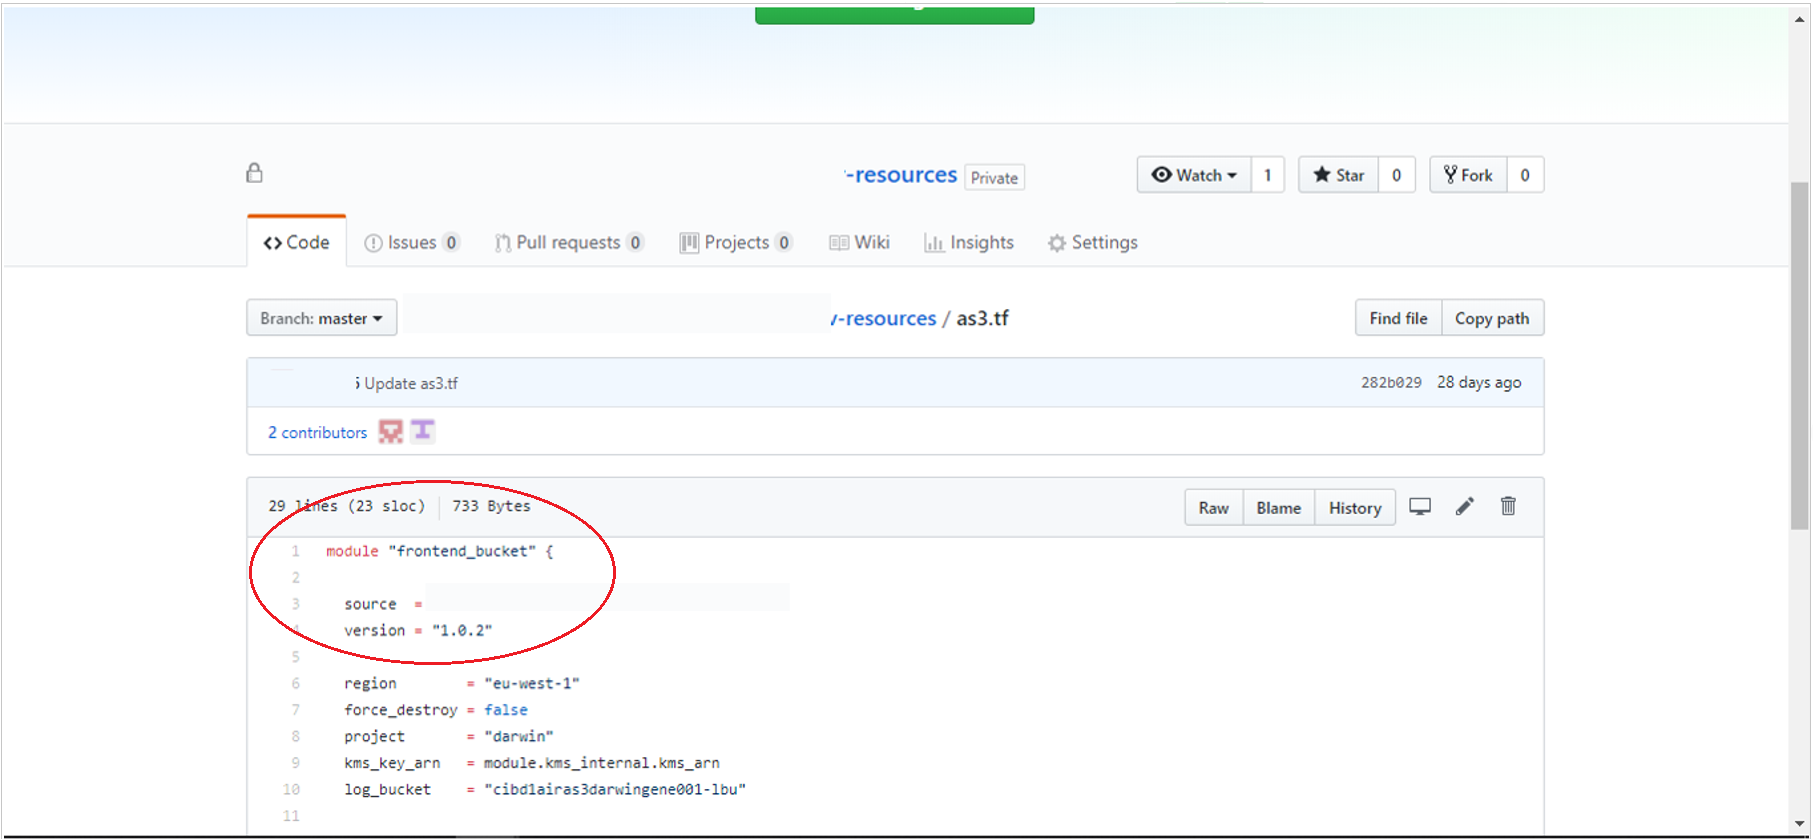 -resources Private Watch 1 Star 0 Fork 0
Code Issues 0 Pull requests 0 Projects 0 Wiki Insights Settings
Branch: master -resources / as3.tf Find file Copy path
Update as3.tf 282b029 28 days ago
2 contributors
29 lines (23 sloc) 733 Bytes Raw Blame History
1 module "frontend_bucket" {
2
3 source =
4 version = "1.0.2"
5
6 region = "eu-west-1"
7 force_destroy = false
8 project = "darwin"
9 kms_key_arn = module.kms_internal.kms_arn
10 log_bucket = "cibd1airas3darwingene001-lbu"
11